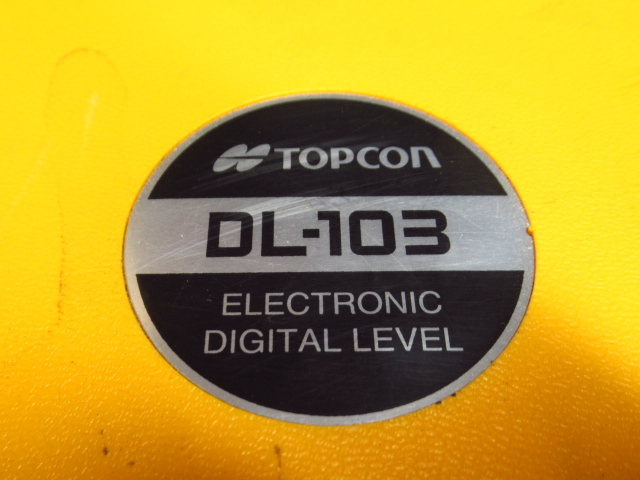 TOPCON
DL-103
ELECTRONIC
DIGITAL LEVEL